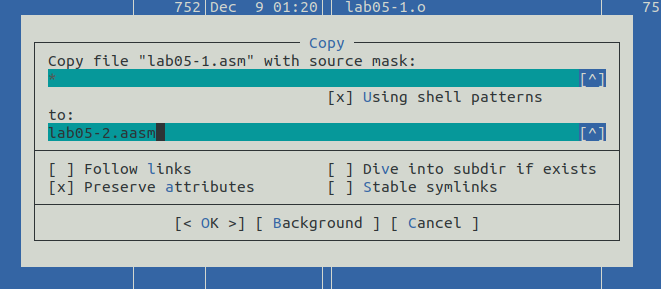 752 Dec  9 01:20 lab05-1.o 75
Copy
Copy file "lab05-1.asm" with source mask:
* [^]
[x] Using shell patterns
to:
lab05-2.aasm [^]
[ ] Follow links [ ] Dive into subdir if exists
[x] Preserve attributes [ ] Stable symlinks
[< OK >] [ Background ] [ Cancel ]